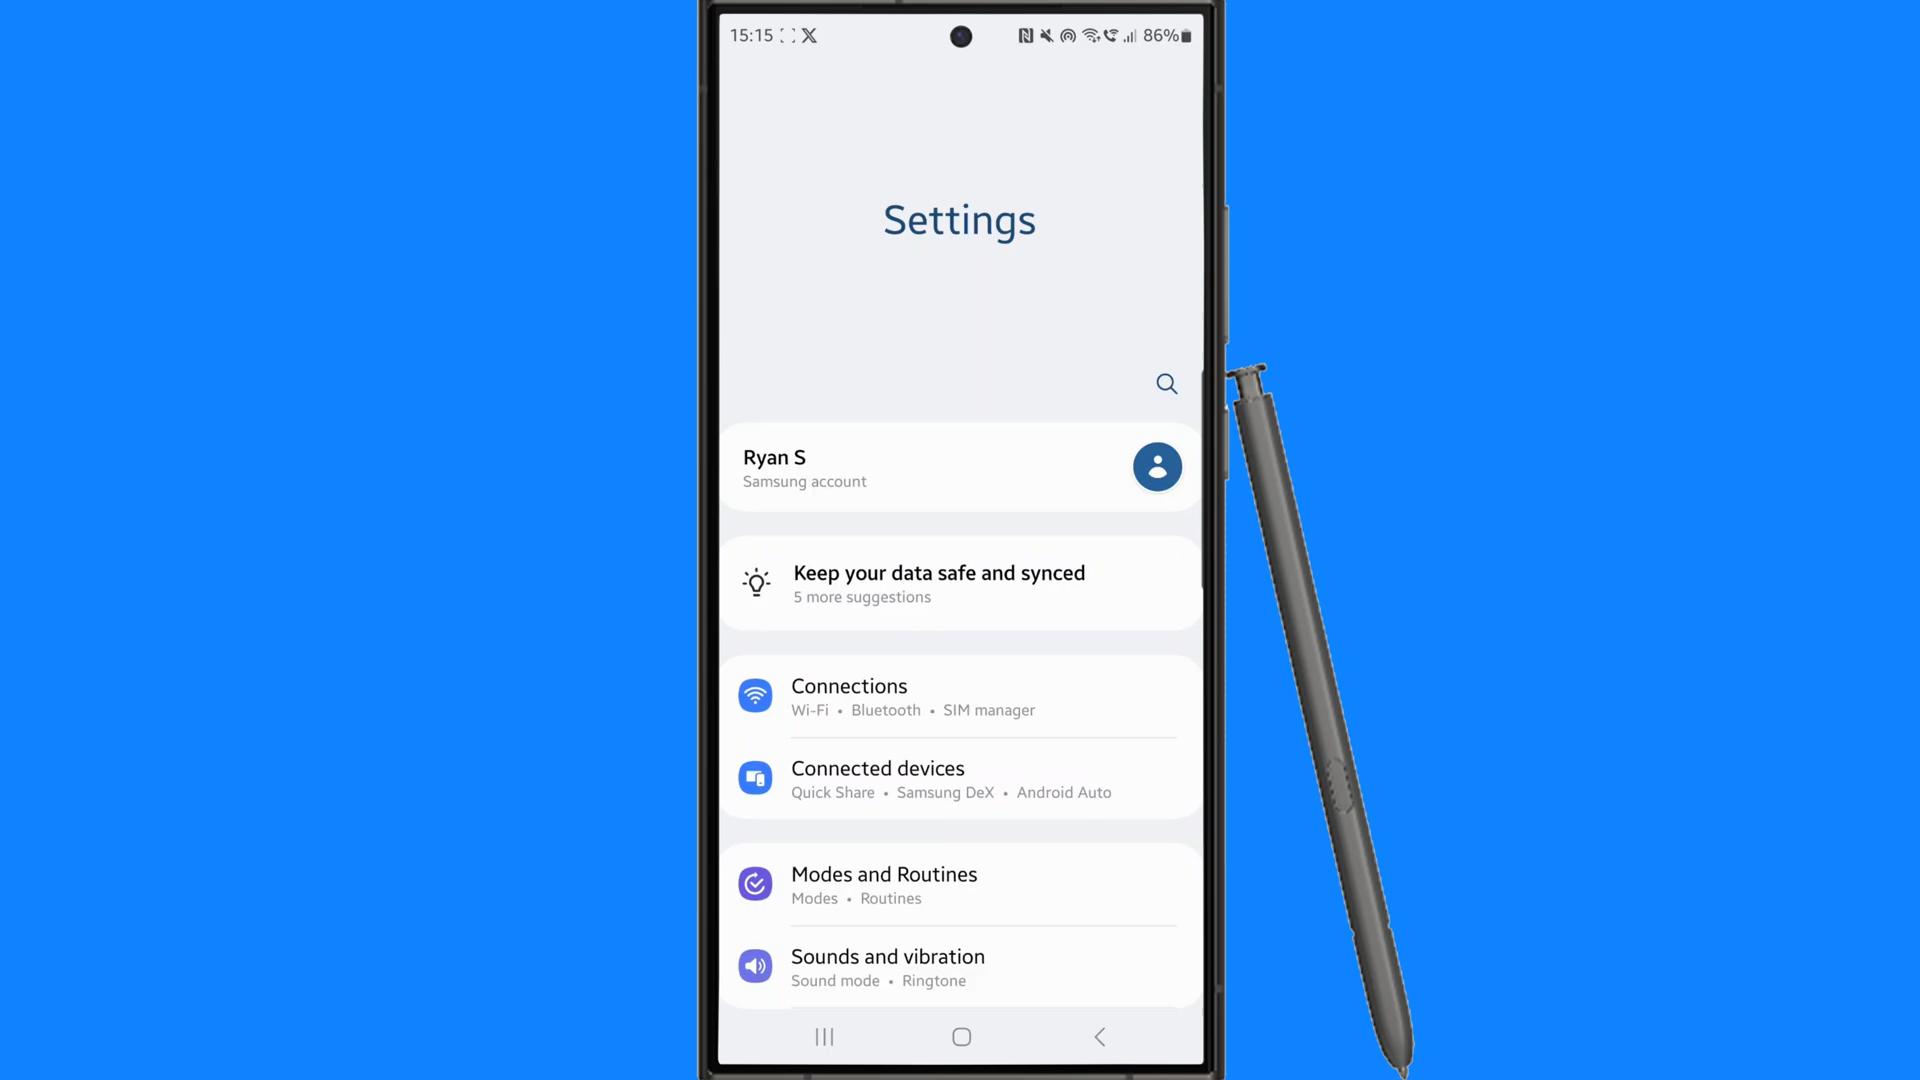 15:15 86%
Settings
Ryan S
Samsung account
Keep your data safe and synced
5 more suggestions
Connections
Wi-Fi • Bluetooth • SIM manager
Connected devices
Quick Share • Samsung DeX • Android Auto
Modes and Routines
Modes • Routines
Sounds and vibration
Sound mode • Ringtone